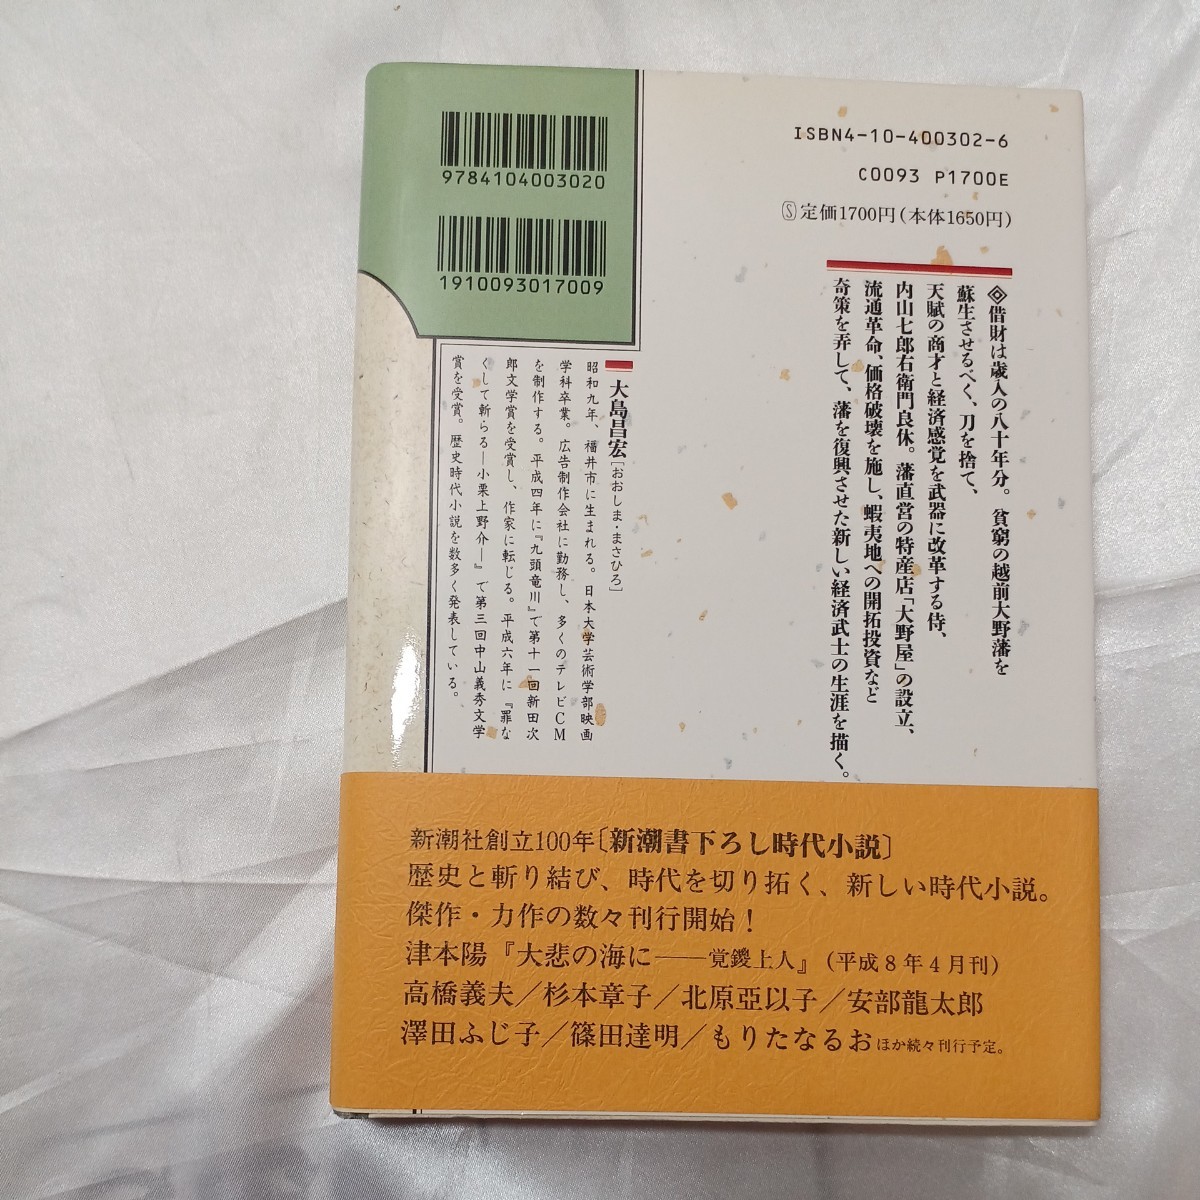 9784104003020
1910093017009
ISBN4-10-400302-6
C0093 P1700E
Ⓢ定価1700円(本体1650円)
◈借財は歳入の八十年分。貧窮の越前大野藩を
蘇生させるべく、刀を捨て、
天賦の商才と経済感覚を武器に改革する侍、
内山七郎右衛門良休。藩直営の特産店「大野屋」の設立、
流通革命、価格破壊を施し、蝦夷地への開拓投資など
奇策を弄して、藩を復興させた新しい経済武士の生涯を描く。
大島昌宏[おおしま・まさひろ]
昭和九年、福井市に生まれる。日本大学芸術学部映画
学科卒業。広告制作会社に勤務し、多くのテレビCM
を制作する。平成四年に『九頭竜川』で第十一回新田次
郎文学賞を受賞し、作家に転じる。平成六年に『罪な
くして斬らる―小栗上野介―』で第三回中山義秀文学
賞を受賞。歴史時代小説を数多く発表している。
新潮社創立100年〔新潮書下ろし時代小説〕
歴史と斬り結び、時代を切り拓く、新しい時代小説。
傑作・力作の数々刊行開始！
津本陽『大悲の海に――覚鑁上人』(平成8年4月刊)
高橋義夫／杉本章子／北原亞以子／安部龍太郎
澤田ふじ子／篠田達明／もりたなるお ほか続々刊行予定。